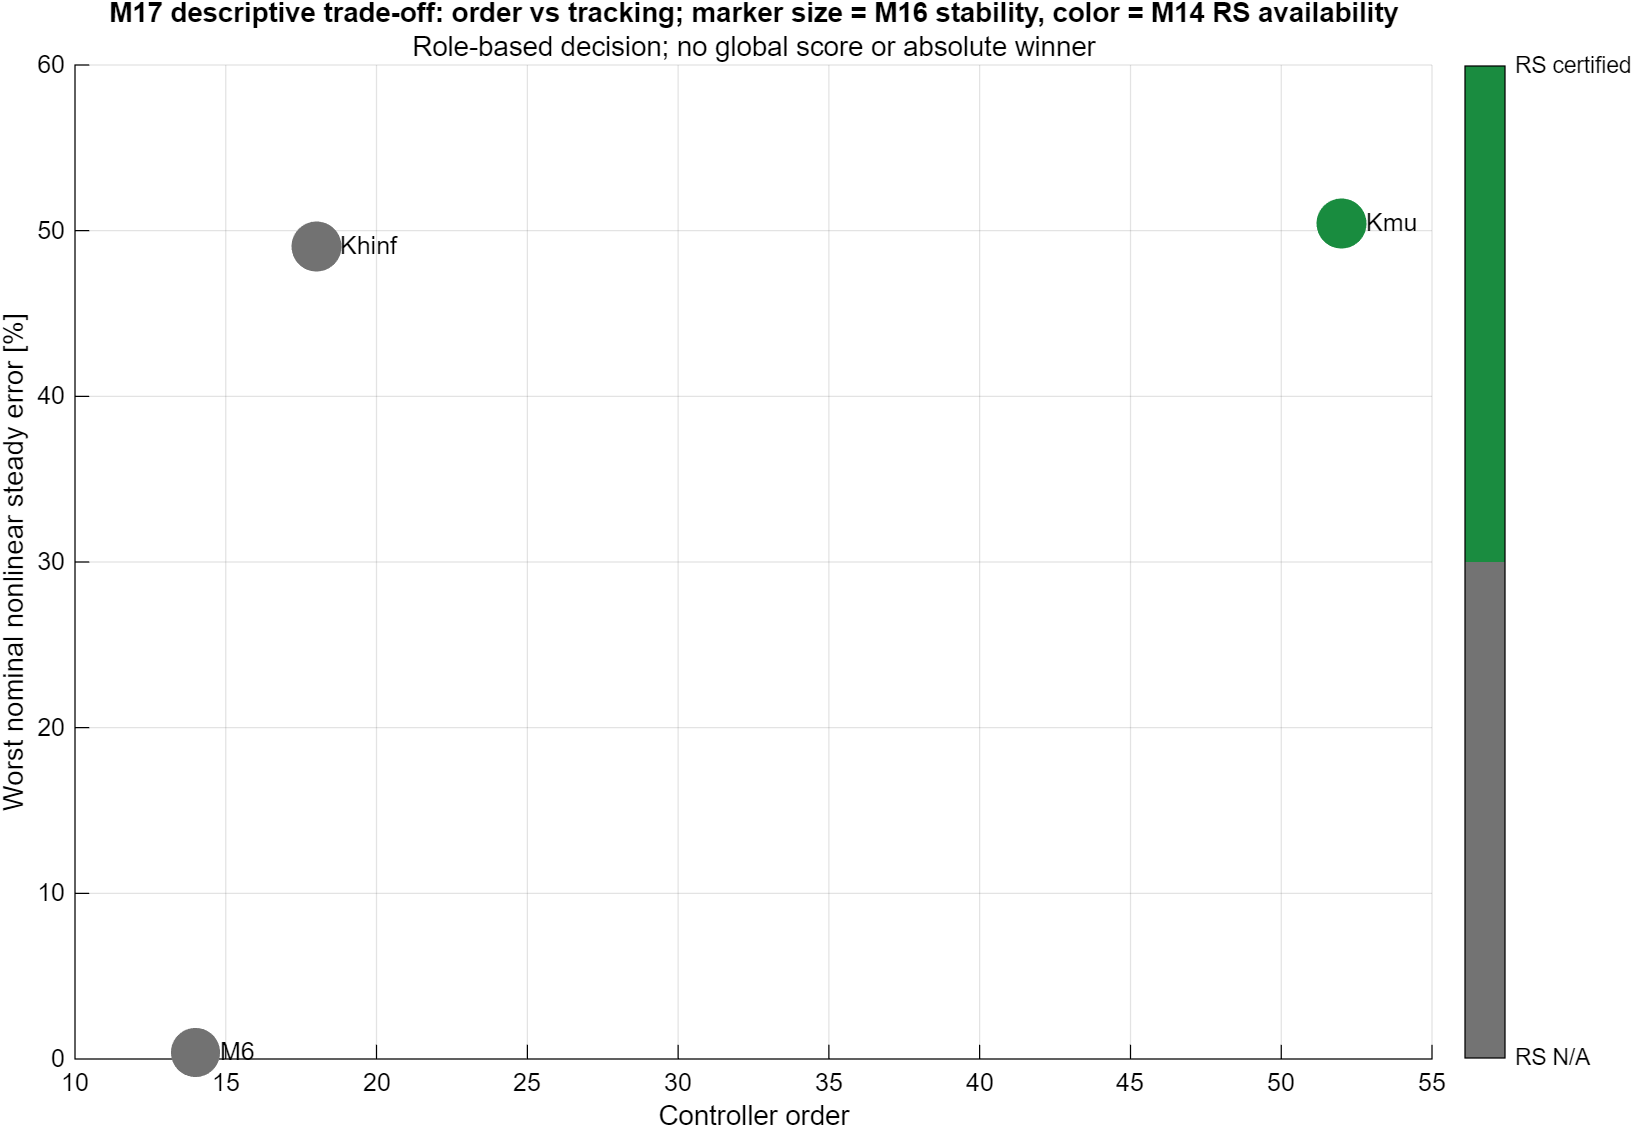 M17 descriptive trade-off: order vs tracking; marker size = M16 stability, color = M14 RS availability
Role-based decision; no global score or absolute winner
Worst nominal nonlinear steady error [%]
60
50
40
30
20
10
0
Khinf
Kmu
M6
10 15 20 25 30 35 40 45 50 55
Controller order
RS certified
RS N/A